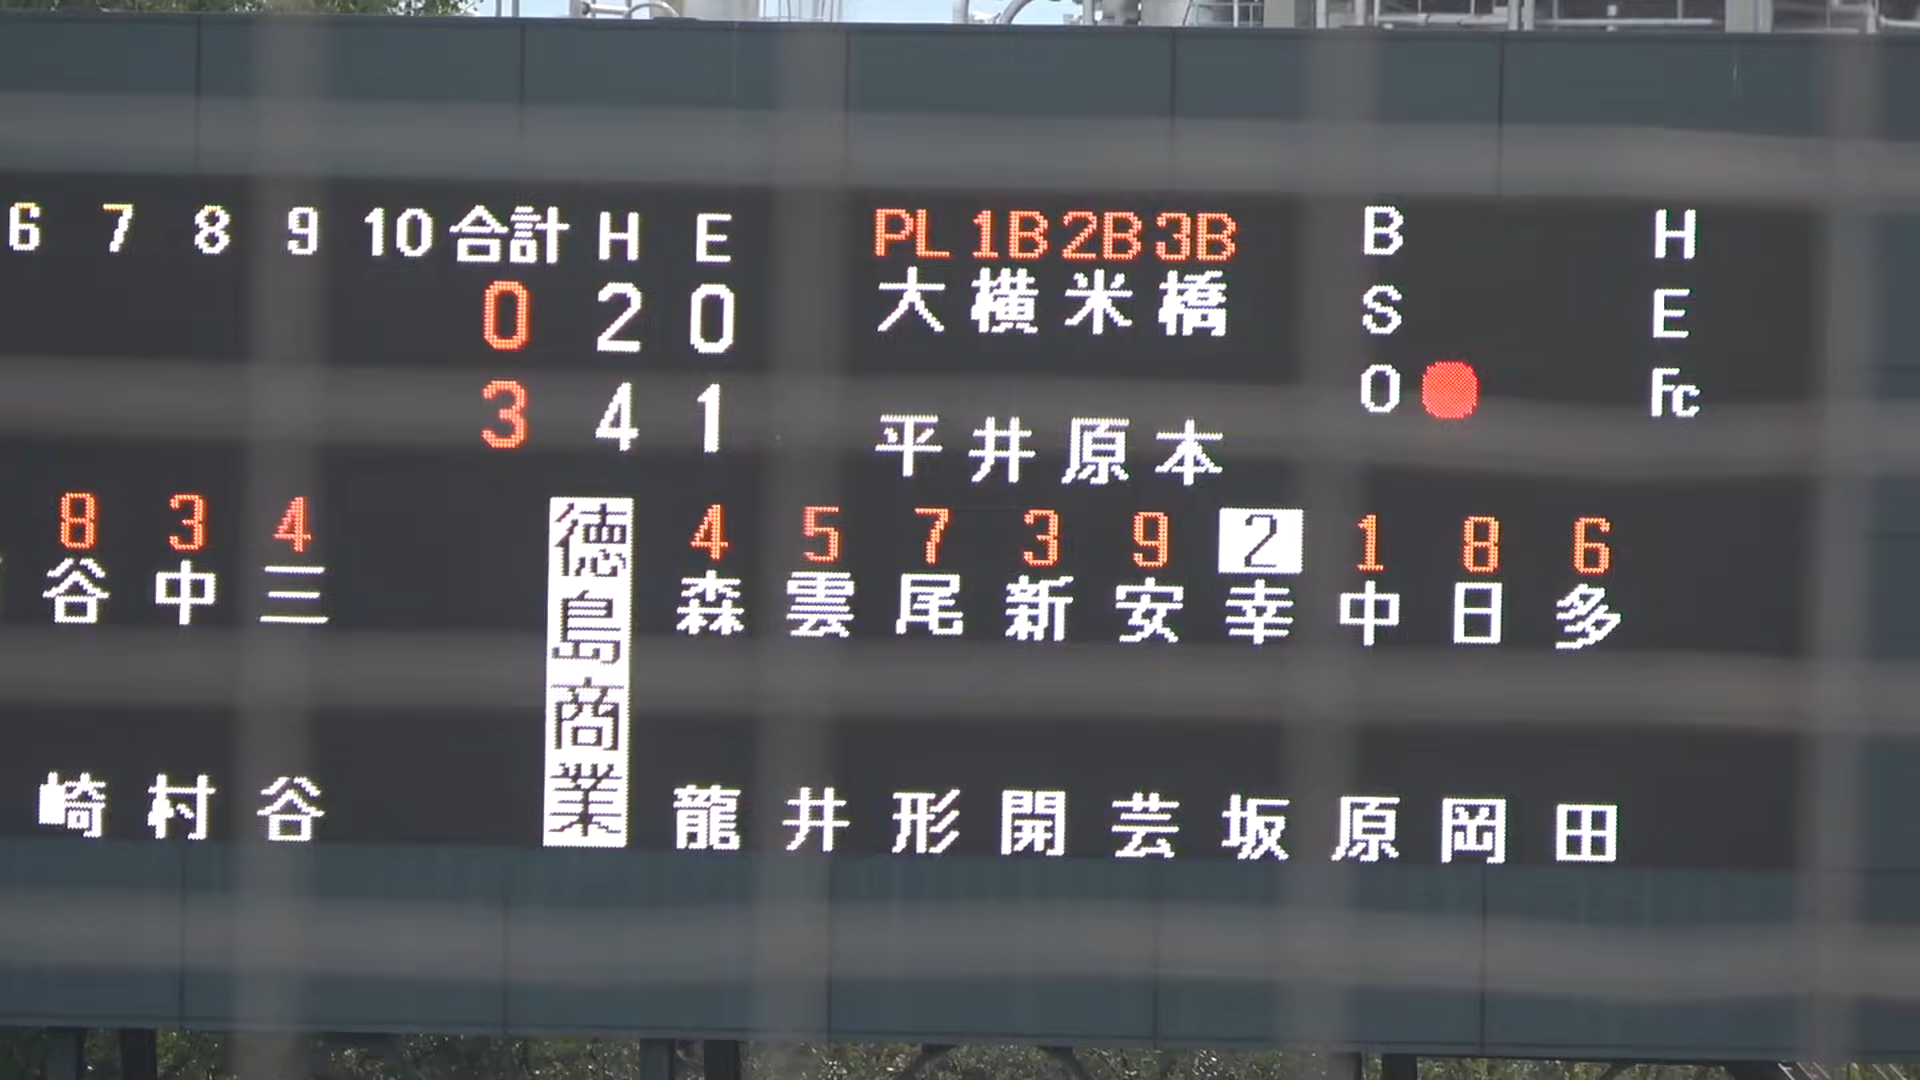 6 7 8 9 10 合計 H E
0 2 0
3 4 1
PL 1B 2B 3B
大平 横井 米原 橋本
B
S
O
H
E
Fc
8 3 4
谷崎 中村 三谷
徳島商業
4 5 7 3 9 2 1 8 6
森龍 雲井 尾形 新開 安芸 幸坂 中原 日岡 多田